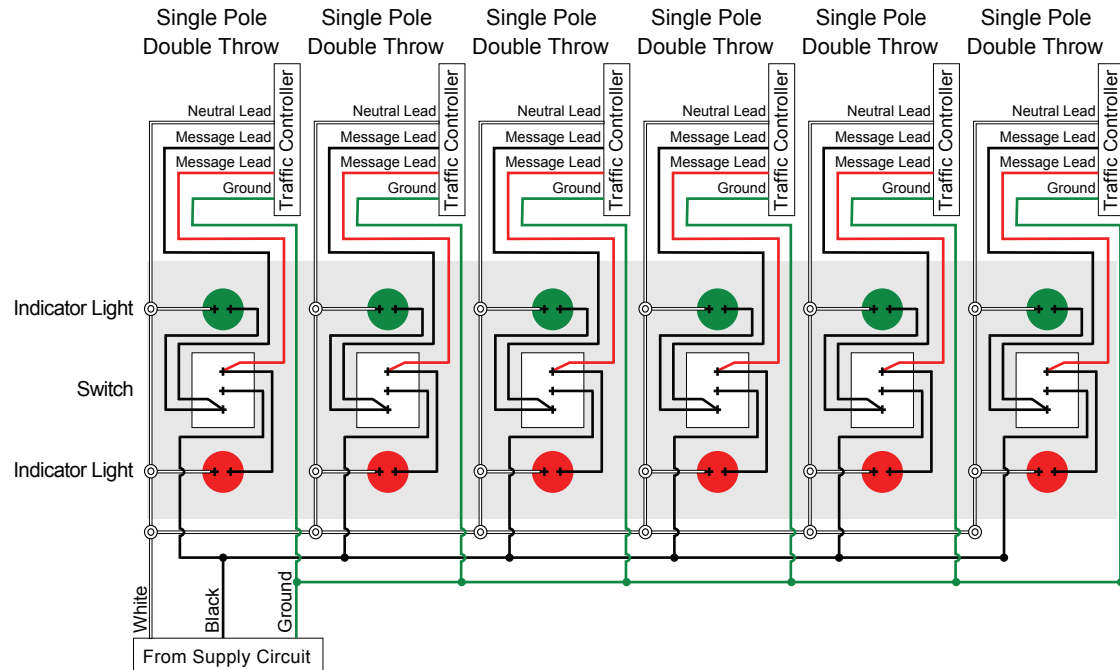 Single Pole
Double Throw
Single Pole
Double Throw
Single Pole
Double Throw
Single Pole
Double Throw
Single Pole
Double Throw
Single Pole
Double Throw
Neutral Lead
Message Lead
Message Lead
Ground
Traffic Controller
Neutral Lead
Message Lead
Message Lead
Ground
Traffic Controller
Neutral Lead
Message Lead
Message Lead
Ground
Traffic Controller
Neutral Lead
Message Lead
Message Lead
Ground
Traffic Controller
Neutral Lead
Message Lead
Message Lead
Ground
Traffic Controller
Neutral Lead
Message Lead
Message Lead
Ground
Traffic Controller
Indicator Light
Switch
Indicator Light
White
Black
Ground
From Supply Circuit